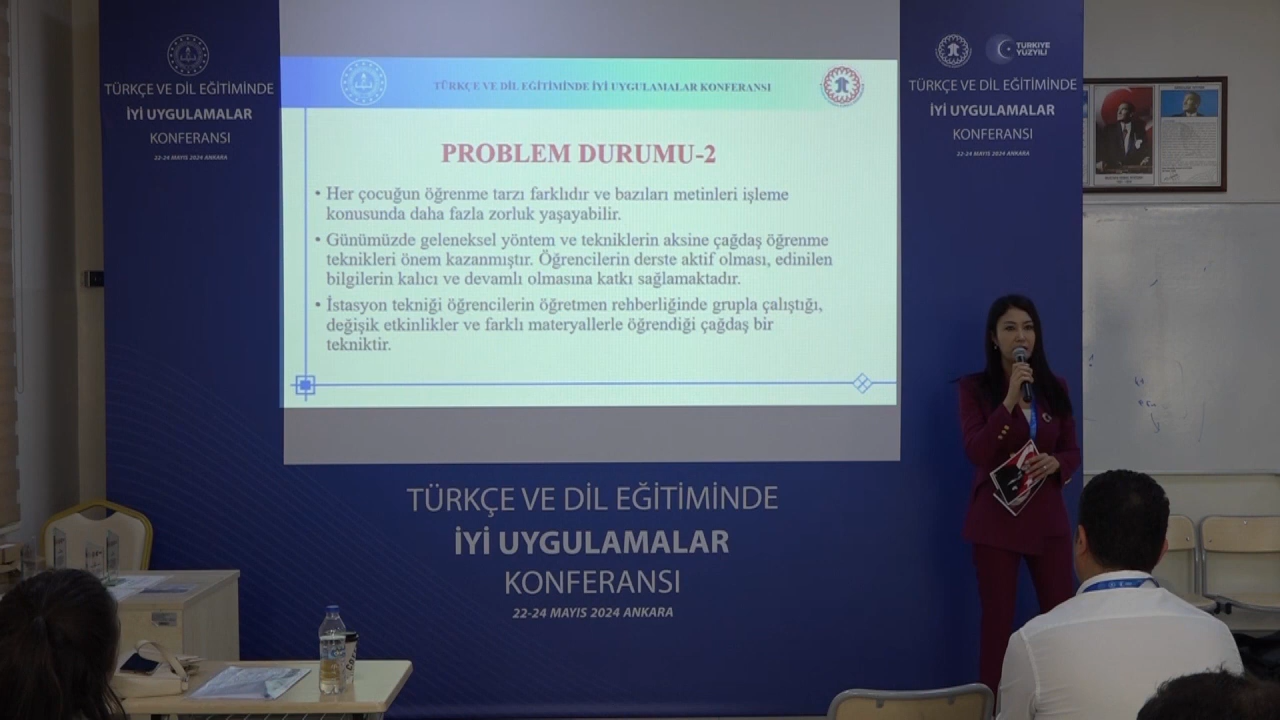 TÜRKÇE VE DİL EĞİTİMİNDE
İYİ UYGULAMALAR
KONFERANSI
22-24 MAYIS 2024 ANKARA
TÜRKÇE VE DİL EĞİTİMİNDE İYİ UYGULAMALAR KONFERANSI
PROBLEM DURUMU-2
• Her çocuğun öğrenme tarzı farklıdır ve bazıları metinleri işleme
konusunda daha fazla zorluk yaşayabilir.
• Günümüzde geleneksel yöntem ve tekniklerin aksine çağdaş öğrenme
teknikleri önem kazanmıştır. Öğrencilerin derste aktif olması, edinilen
bilgilerin kalıcı ve devamlı olmasına katkı sağlamaktadır.
• İstasyon tekniği öğrencilerin öğretmen rehberliğinde grupla çalıştığı,
değişik etkinlikler ve farklı materyallerle öğrendiği çağdaş bir
tekniktir.
TÜRKİYE
YÜZYILI
TÜRKÇE VE DİL EĞİTİMİNDE
İYİ UYGULAMALAR
KONFERANSI
22-24 MAYIS 2024 ANKARA
TÜRKÇE VE DİL EĞİTİMİNDE
İYİ UYGULAMALAR
KONFERANSI
22-24 MAYIS 2024 ANKARA